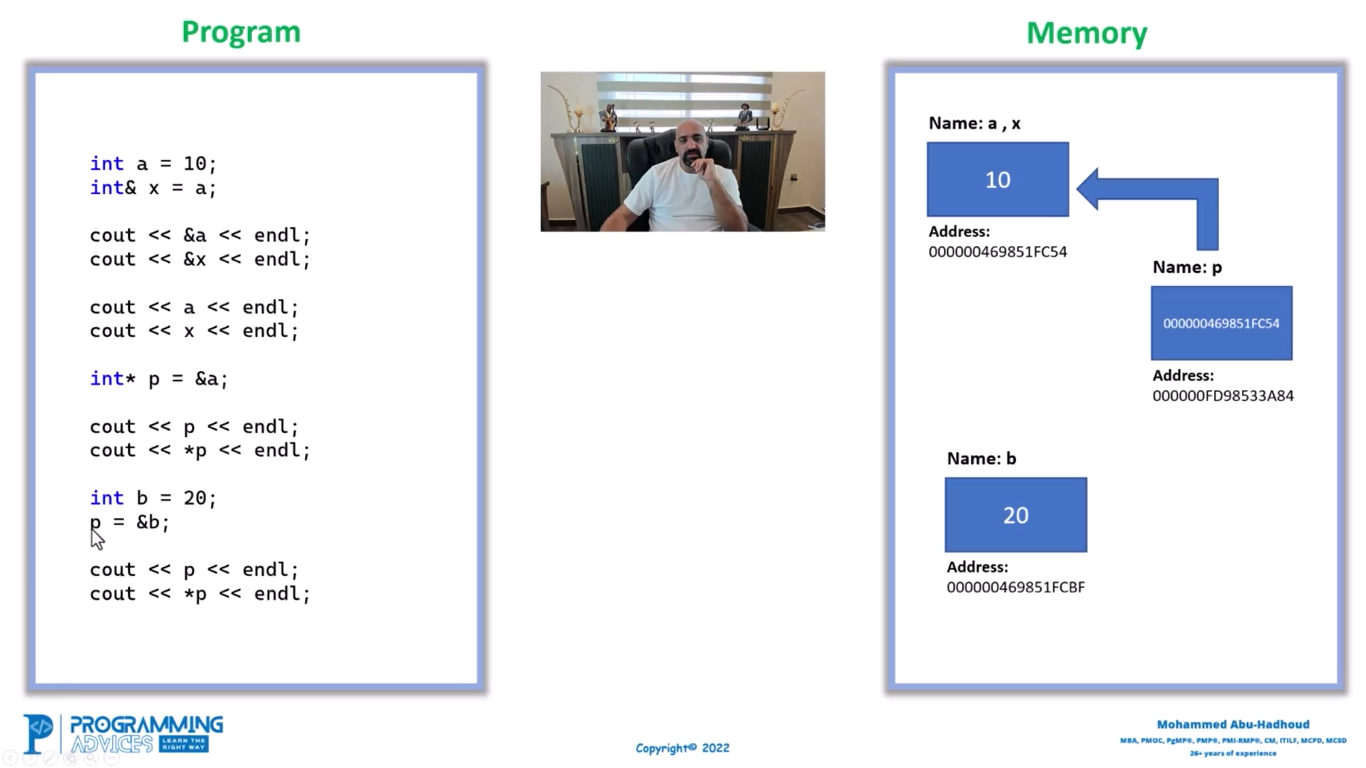 Program
int a = 10;
int& x = a;
cout << &a << endl;
cout << &x << endl;
cout << a << endl;
cout << x << endl;
int* p = &a;
cout << p << endl;
cout << *p << endl;
int b = 20;
p = &b;
cout << p << endl;
cout << *p << endl;
Memory
Name: a , x
10
Address:
000000469851FC54
Name: p
000000469851FC54
Address:
000000FD98533A84
Name: b
20
Address:
000000469851FCBF
PROGRAMMING
ADVICES
LEARN THE
RIGHT WAY
Copyright© 2022
Mohammed Abu-Hadhoud
MBA, PMOC, PgMP®, PMP®, PMI-RMP®, CM, ITILF, MCPD, MCSD
26+ years of experience